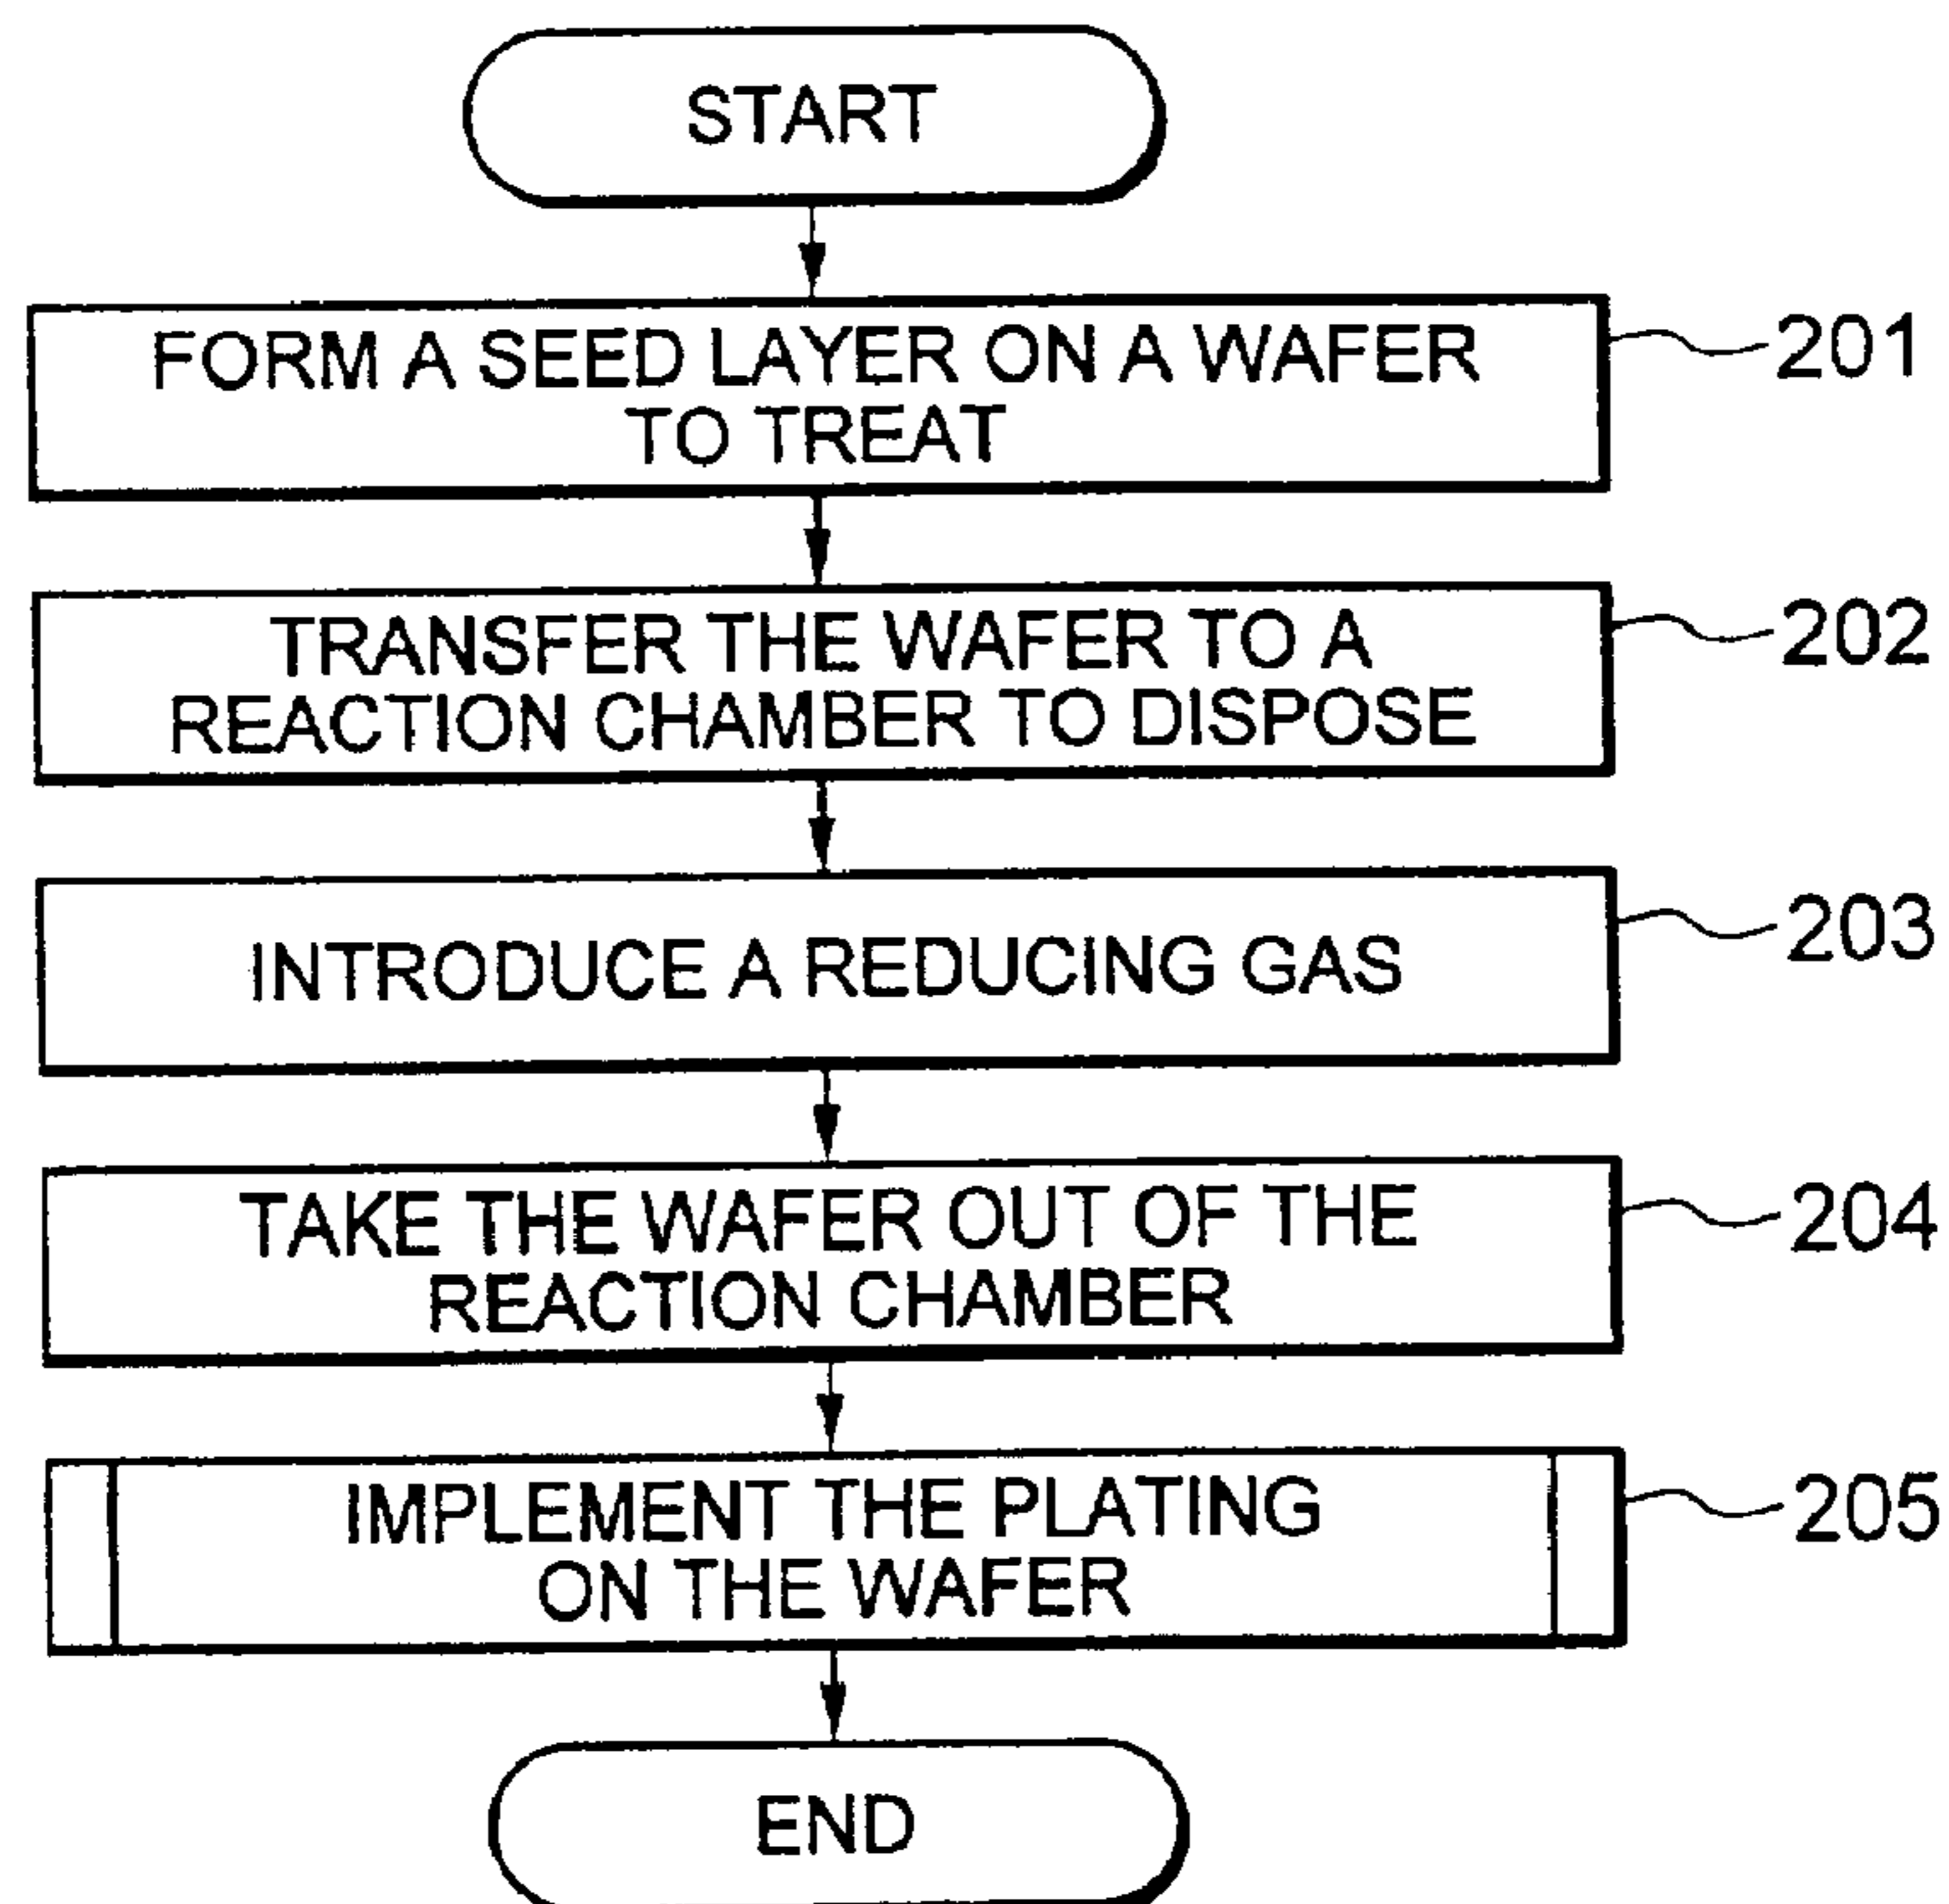 START
FORM A SEED LAYER ON A WAFER
TO TREAT
201
TRANSFER THE WAFER TO A
REACTION CHAMBER TO DISPOSE
202
INTRODUCE A REDUCING GAS
203
TAKE THE WAFER OUT OF THE
REACTION CHAMBER
204
IMPLEMENT THE PLATING
ON THE WAFER
205
END